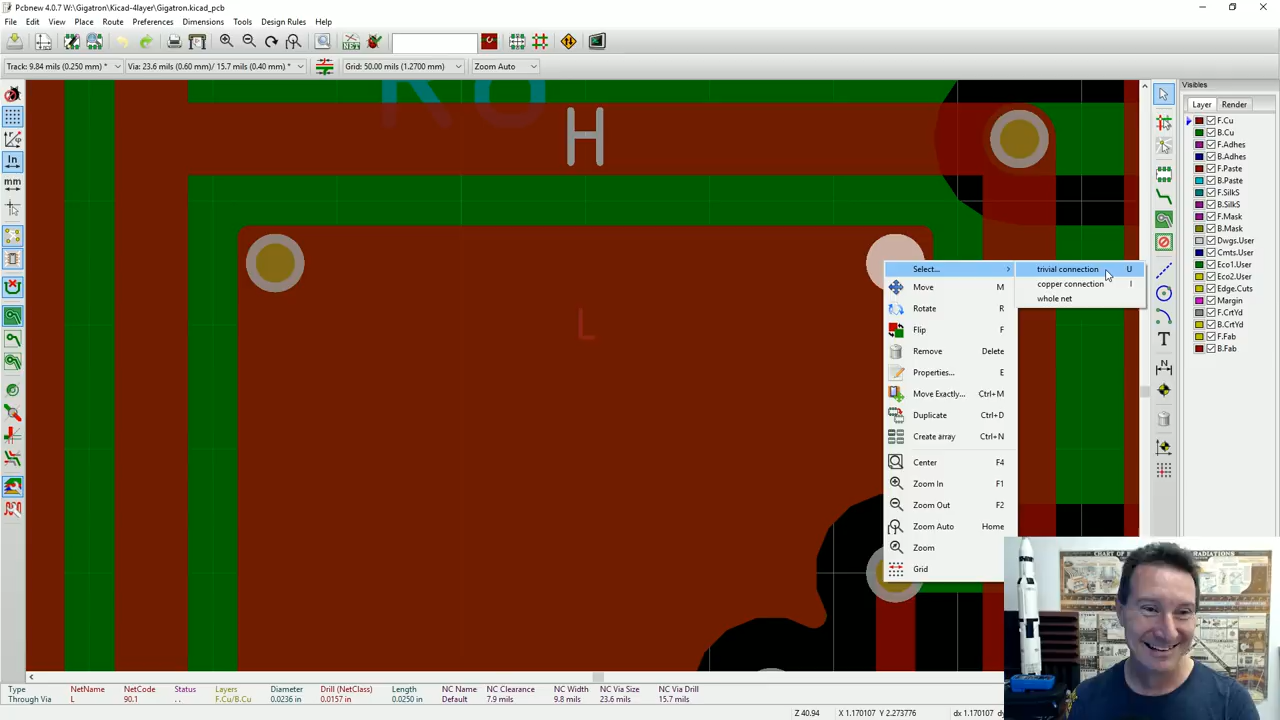 Pcbnew 4.0.7 W:\Gigatron\Kicad-4layer\Gigatron.kicad_pcb
File Edit View Place Route Preferences Dimensions Tools Design Rules Help
Track: 9.84 mils (0.250 mm) * Via: 23.6 mils (0.60 mm)/ 15.7 mils (0.40 mm) * Grid: 50.00 mils (1.2700 mm) Zoom Auto
Visibles
Layer Render
F.Cu
B.Cu
F.Adhes
B.Adhes
F.Paste
B.Paste
F.SilkS
B.SilkS
F.Mask
B.Mask
Dwgs.User
Cmts.User
Eco1.User
Eco2.User
Edge.Cuts
Margin
F.CrtYd
B.CrtYd
F.Fab
B.Fab
In
mm
H
L
Select...
Move M
Rotate R
Flip F
Remove Delete
Properties... E
Move Exactly... Ctrl+M
Duplicate Ctrl+D
Create array Ctrl+N
Center F4
Zoom In F1
Zoom Out F2
Zoom Auto Home
Zoom
Grid
trivial connection U
copper connection I
whole net
Type NetName NetCode Status Layers Diameter Drill (NetClass) Length NC Name NC Clearance NC Width NC Via Size NC Via Drill
Through Via L 90.1 .. F.Cu/B.Cu 0.0236 in 0.0157 in 0.0250 in Default 7.9 mils 9.8 mils 23.6 mils 15.7 mils
Z 40.94 X 1.170107 Y 2.273776 dx 1.170107